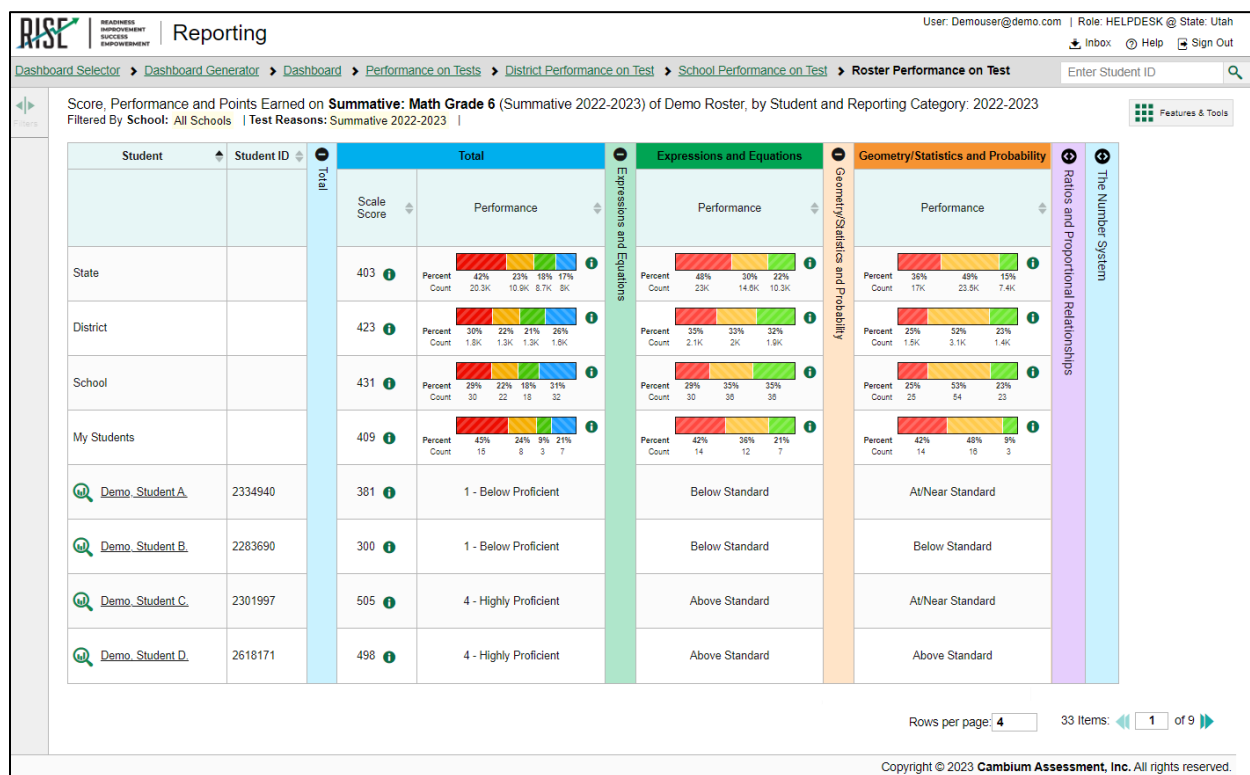 RISE READINESS IMPROVEMENT SUCCESS EMPOWERMENT Reporting
User: Demouser@demo.com | Role: HELPDESK @ State: Utah
Inbox Help Sign Out
Dashboard Selector > Dashboard Generator > Dashboard > Performance on Tests > District Performance on Test > School Performance on Test > Roster Performance on Test
Enter Student ID
Filters
Score, Performance and Points Earned on Summative: Math Grade 6 (Summative 2022-2023) of Demo Roster, by Student and Reporting Category: 2022-2023
Filtered By School: All Schools | Test Reasons: Summative 2022-2023 |
Features & Tools
Student Student ID Total Total Expressions and Equations Expressions and Equations Geometry/Statistics and Probability Geometry/Statistics and Probability Ratios and Proportional Relationships The Number System
Scale Score Performance Performance Performance
State 403
Percent 42% 23% 18% 17%
Count 20.3K 10.9K 8.7K 8K
Percent 48% 30% 22%
Count 23K 14.6K 10.3K
Percent 36% 49% 15%
Count 17K 23.5K 7.4K
District 423
Percent 30% 22% 21% 26%
Count 1.8K 1.3K 1.3K 1.6K
Percent 35% 33% 32%
Count 2.1K 2K 1.9K
Percent 25% 52% 23%
Count 1.5K 3.1K 1.4K
School 431
Percent 29% 22% 18% 31%
Count 30 22 18 32
Percent 29% 35% 35%
Count 30 36 36
Percent 25% 53% 23%
Count 25 54 23
My Students 409
Percent 45% 24% 9% 21%
Count 15 8 3 7
Percent 42% 36% 21%
Count 14 12 7
Percent 42% 48% 9%
Count 14 16 3
Demo, Student A. 2334940 381 1 - Below Proficient Below Standard At/Near Standard
Demo, Student B. 2283690 300 1 - Below Proficient Below Standard Below Standard
Demo, Student C. 2301997 505 4 - Highly Proficient Above Standard At/Near Standard
Demo, Student D. 2618171 498 4 - Highly Proficient Above Standard Above Standard
Rows per page: 4 33 Items: 1 of 9
Copyright © 2023 Cambium Assessment, Inc. All rights reserved.